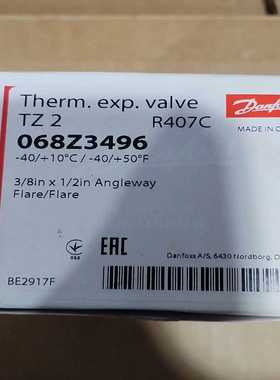 Therm. exp. valve
TZ 2 R407C
068Z3496
-40/+10°C / -40/+50°F
MADE IN
3/8in x 1/2in Angleway
Flare/Flare
EAC
Danfoss A/S, 6430 Nordborg,
BE2917F